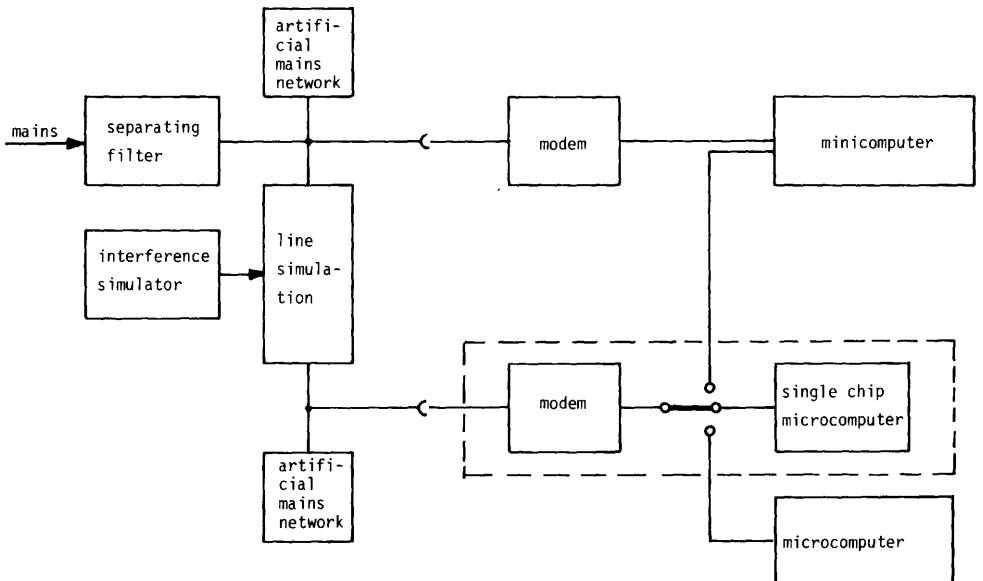 artifi-
cial
mains
network
mains
separating
filter
modem
minicomputer
interference
simulator
line
simula-
tion
modem
single chip
microcomputer
artifi-
cial
mains
network
microcomputer